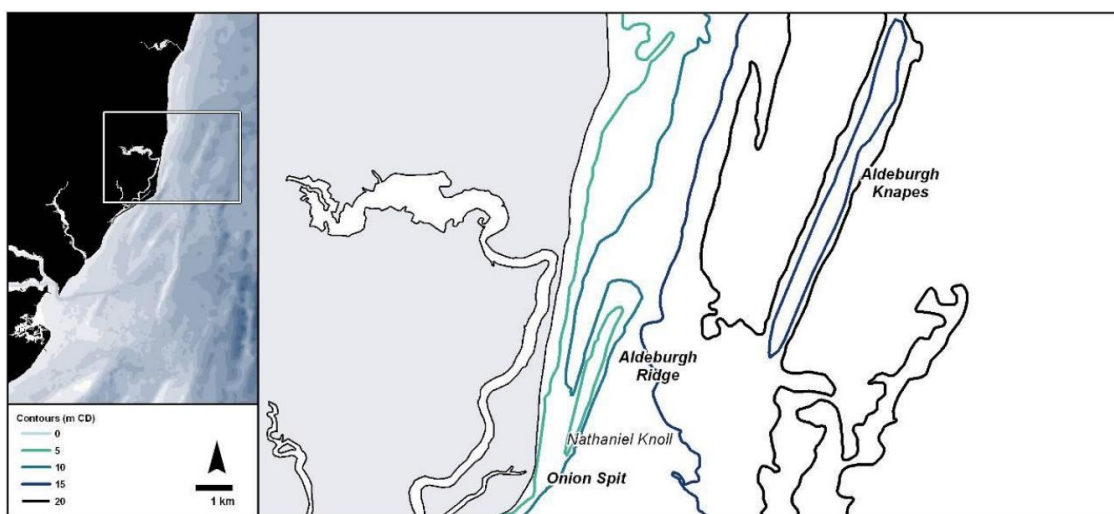 Aldeburgh
Knapes
Aldeburgh
Ridge
Nathaniel Knoll
Onion Spit
Contours (m CD)
0
5
10
15
20
1 km